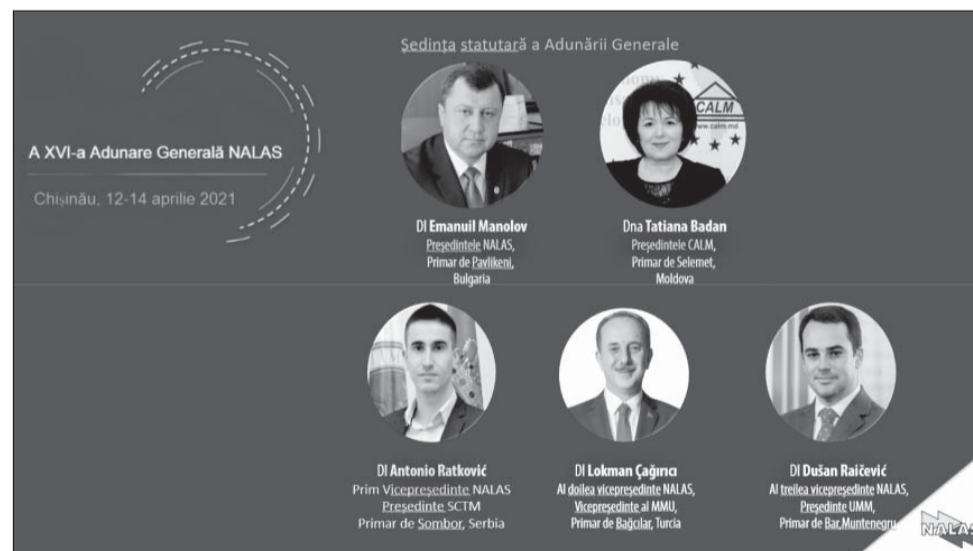 Ședința statutară a Adunării Generale
A XVI-a Adunare Generală NALAS
Chișinău, 12-14 aprilie 2021
CALM
www.calm.md
Dl Emanuil Manolov
Președintele NALAS,
Primar de Pavlikeni,
Bulgaria
Dna Tatiana Badan
Președintele CALM,
Primar de Selemet,
Moldova
Dl Antonio Ratković
Prim Vicepreședinte NALAS
Președinte SCTM
Primar de Sombor, Serbia
Dl Lokman Çağırıcı
Al doilea vicepreședinte NALAS,
Vicepreședinte al MMU,
Primar de Bağcılar, Turcia
Dl Dušan Raičević
Al treilea vicepreședinte NALAS,
Președinte UMM,
Primar de Bar,Muntenegru
NALAS